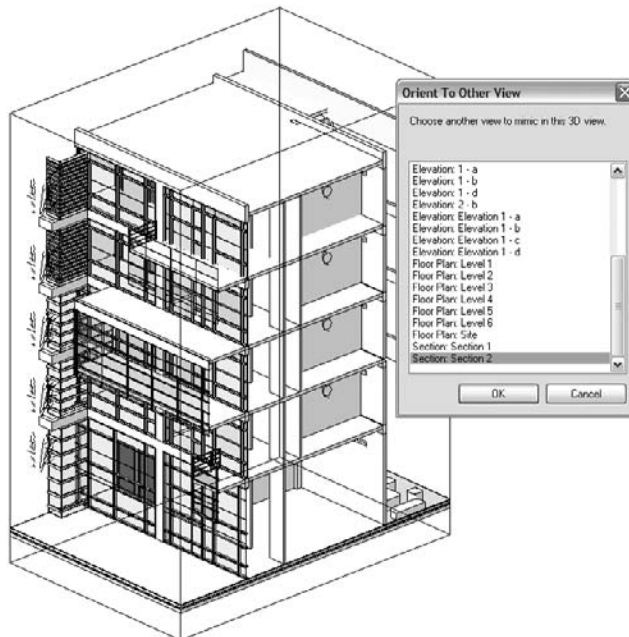 Orient To Other View
Choose another view to mimic in this 3D view.
Elevation: 1 - a
Elevation: 1 - b
Elevation: 1 - d
Elevation: 2 - b
Elevation: Elevation 1 - a
Elevation: Elevation 1 - b
Elevation: Elevation 1 - c
Elevation: Elevation 1 - d
Floor Plan: Level 1
Floor Plan: Level 2
Floor Plan: Level 3
Floor Plan: Level 4
Floor Plan: Level 5
Floor Plan: Level 6
Floor Plan: Site
Section: Section 1
Section: Section 2
OK Cancel